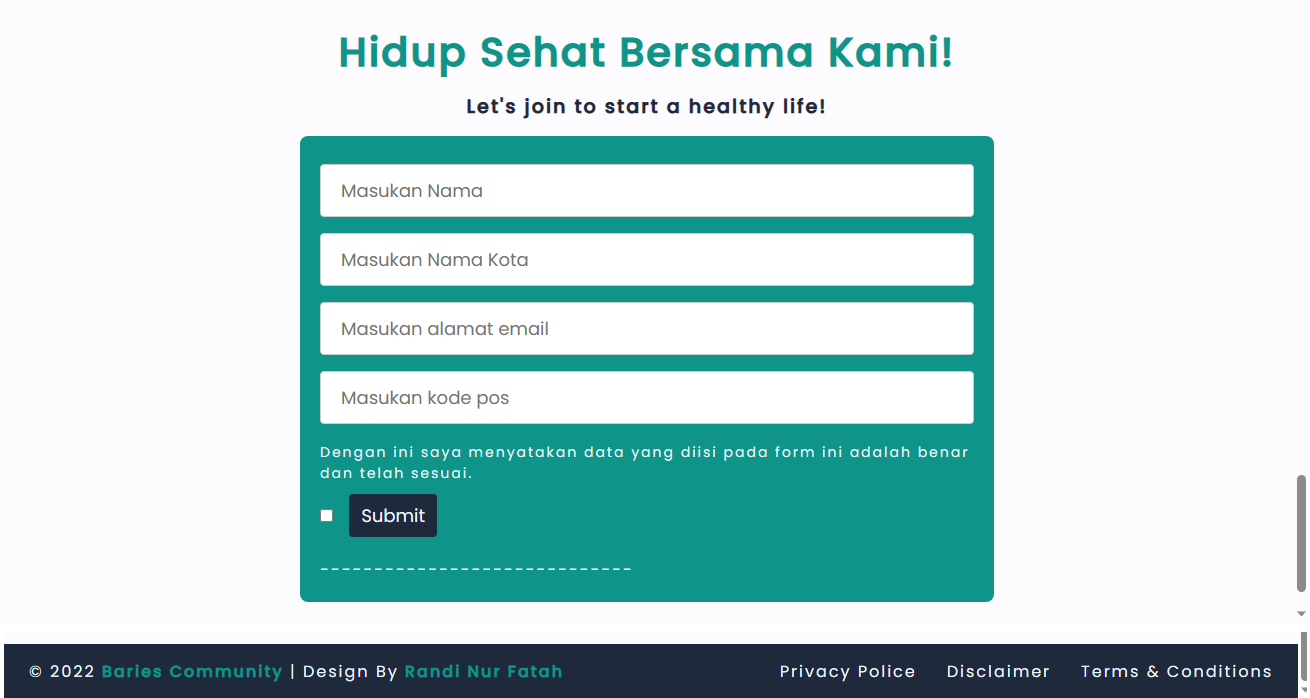 Hidup Sehat Bersama Kami!
Let's join to start a healthy life!
Masukan Nama
Masukan Nama Kota
Masukan alamat email
Masukan kode pos
Dengan ini saya menyatakan data yang diisi pada form ini adalah benar
dan telah sesuai.
Submit
_____________________________
© 2022 Baries Community | Design By Randi Nur Fatah
Privacy Police Disclaimer Terms & Conditions